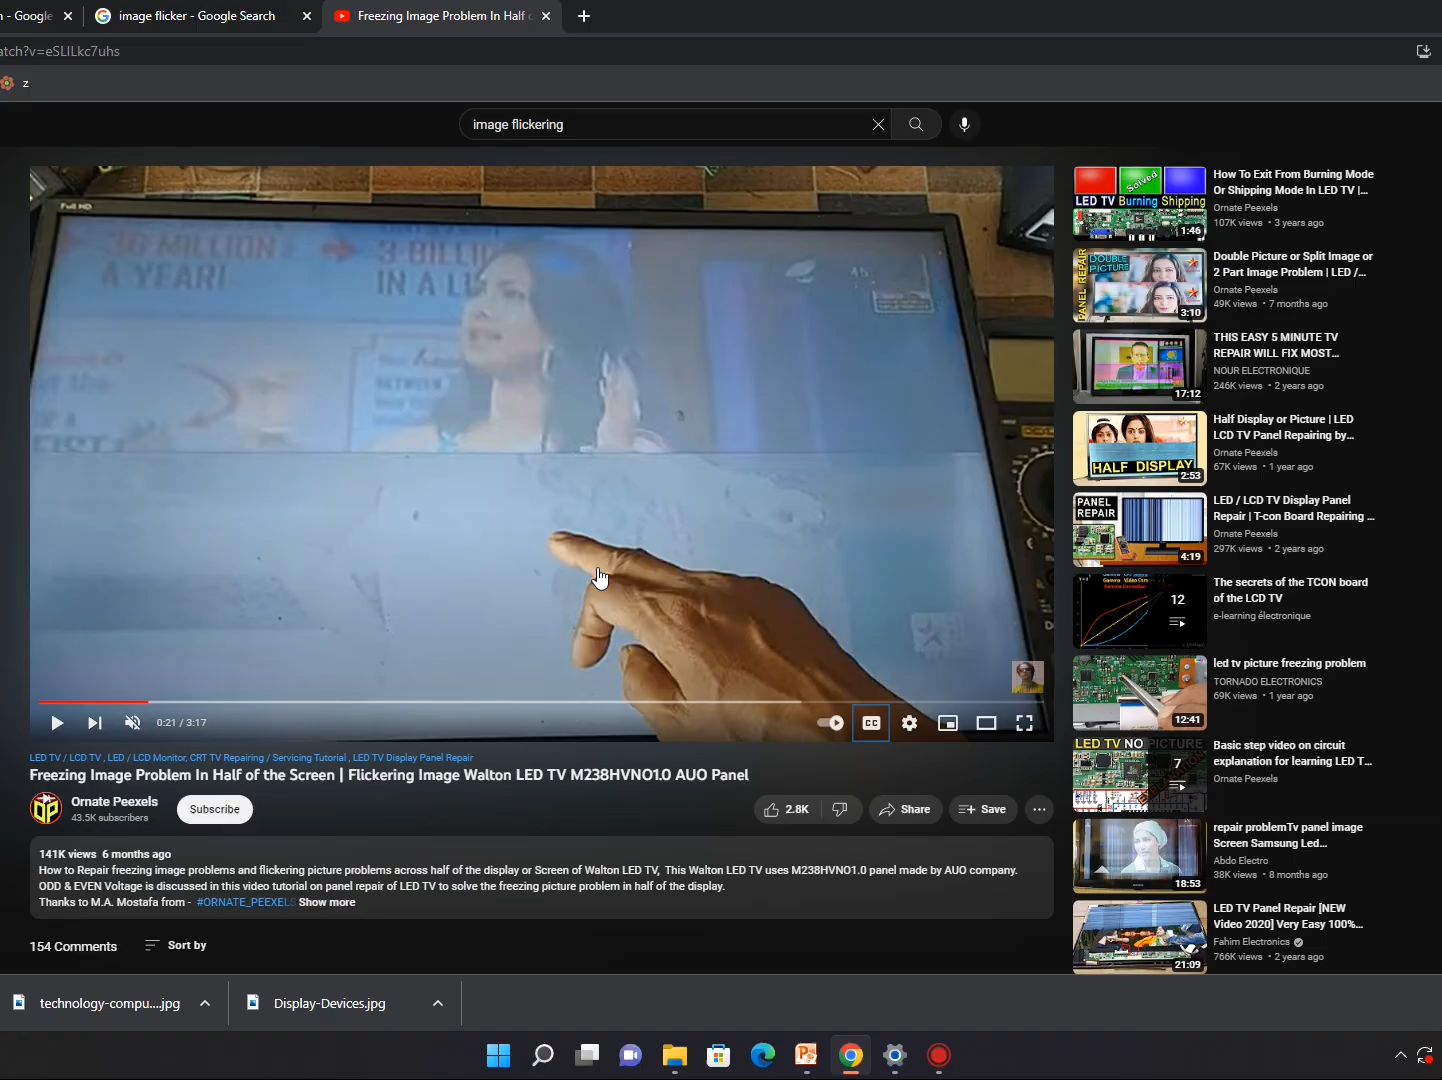 - Google
image flicker - Google Search
Freezing Image Problem In Half
atch?v=eSLILkc7uhs
z
image flickering
Full HD
36 MILLION
A YEAR!
IN A
45
BETWEEN
0:21 / 3:17
CC
LED TV / LCD TV , LED / LCD Monitor, CRT TV Repairing / Servicing Tutorial , LED TV Display Panel Repair
Freezing Image Problem In Half of the Screen | Flickering Image Walton LED TV M238HVNO1.0 AUO Panel
OP
Ornate Peexels
43.5K subscribers
Subscribe
2.8K
Share
Save
141K views 6 months ago
How to Repair freezing image problems and flickering picture problems across half of the display or Screen of Walton LED TV, This Walton LED TV uses M238HVNO1.0 panel made by AUO company.
ODD & EVEN Voltage is discussed in this video tutorial on panel repair of LED TV to solve the freezing picture problem in half of the display.
Thanks to M.A. Mostafa from - #ORNATE_PEEXELS Show more
154 Comments
Sort by
Solved
LED TV Burning Shipping
1:46
How To Exit From Burning Mode
Or Shipping Mode In LED TV |...
Ornate Peexels
107K views • 3 years ago
PANEL REPAIR
DOUBLE
PICTURE
3:10
Double Picture or Split Image or
2 Part Image Problem | LED /...
Ornate Peexels
49K views • 7 months ago
17:12
THIS EASY 5 MINUTE TV
REPAIR WILL FIX MOST...
NOUR ELECTRONIQUE
246K views • 2 years ago
HALF DISPLAY
2:53
Half Display or Picture | LED
LCD TV Panel Repairing by...
Ornate Peexels
67K views • 1 year ago
PANEL
REPAIR
4:19
LED / LCD TV Display Panel
Repair | T-con Board Repairing ...
Ornate Peexels
297K views • 2 years ago
12
The secrets of the TCON board
of the LCD TV
e-learning électronique
12:41
led tv picture freezing problem
TORNADO ELECTRONICS
69K views • 1 year ago
LED TV NO PICTURE
7
Basic step video on circuit
explanation for learning LED T...
Ornate Peexels
18:53
repair problemTv panel image
Screen Samsung Led...
Abdo Electro
38K views • 8 months ago
21:09
LED TV Panel Repair [NEW
Video 2020] Very Easy 100%...
Fahim Electronics
766K views • 2 years ago
technology-compu....jpg
Display-Devices.jpg